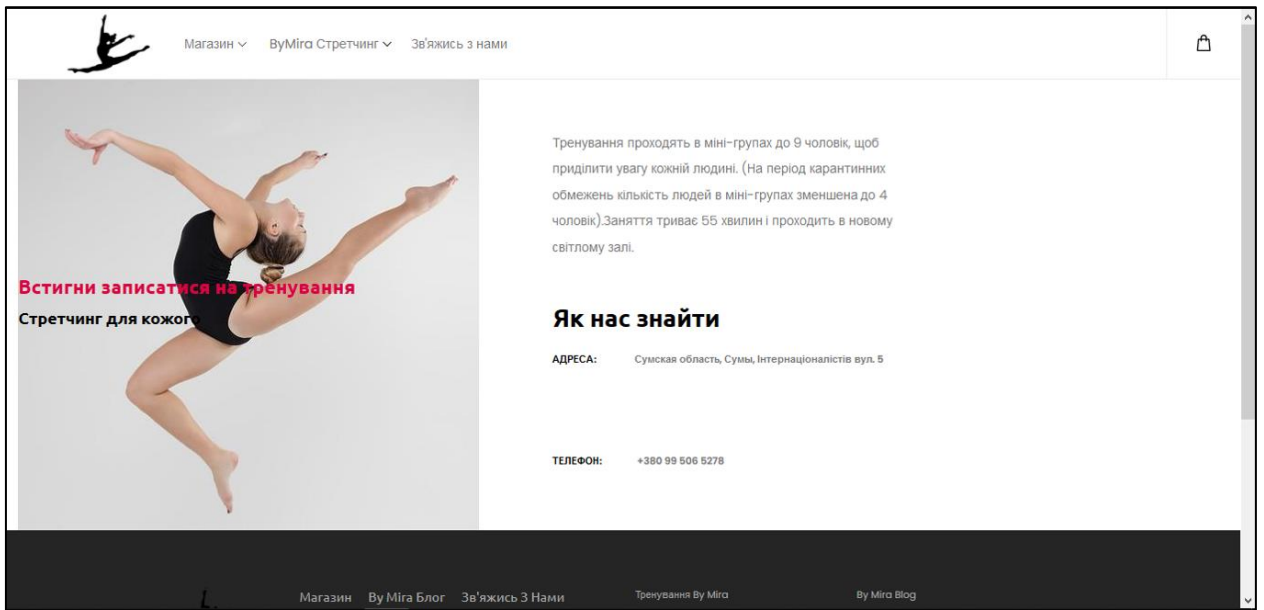 Магазин ByMira Стретчинг Зв'яжись з нами
Тренування проходять в міні-групах до 9 чоловік, щоб
приділити увагу кожній людині. (На період карантинних
обмежень кількість людей в міні-групах зменшена до 4
чоловік).Заняття триває 55 хвилин і проходить в новому
світлому залі.
Встигни записатися на тренування
Стретчинг для кожого
Як нас знайти
АДРЕСА: Сумская область, Сумы, Інтернаціоналістів вул. 5
ТЕЛЕФОН: +380 99 506 5278
Магазин By Mira Блог Зв'яжись З Нами Тренування By Mira By Mira Blog